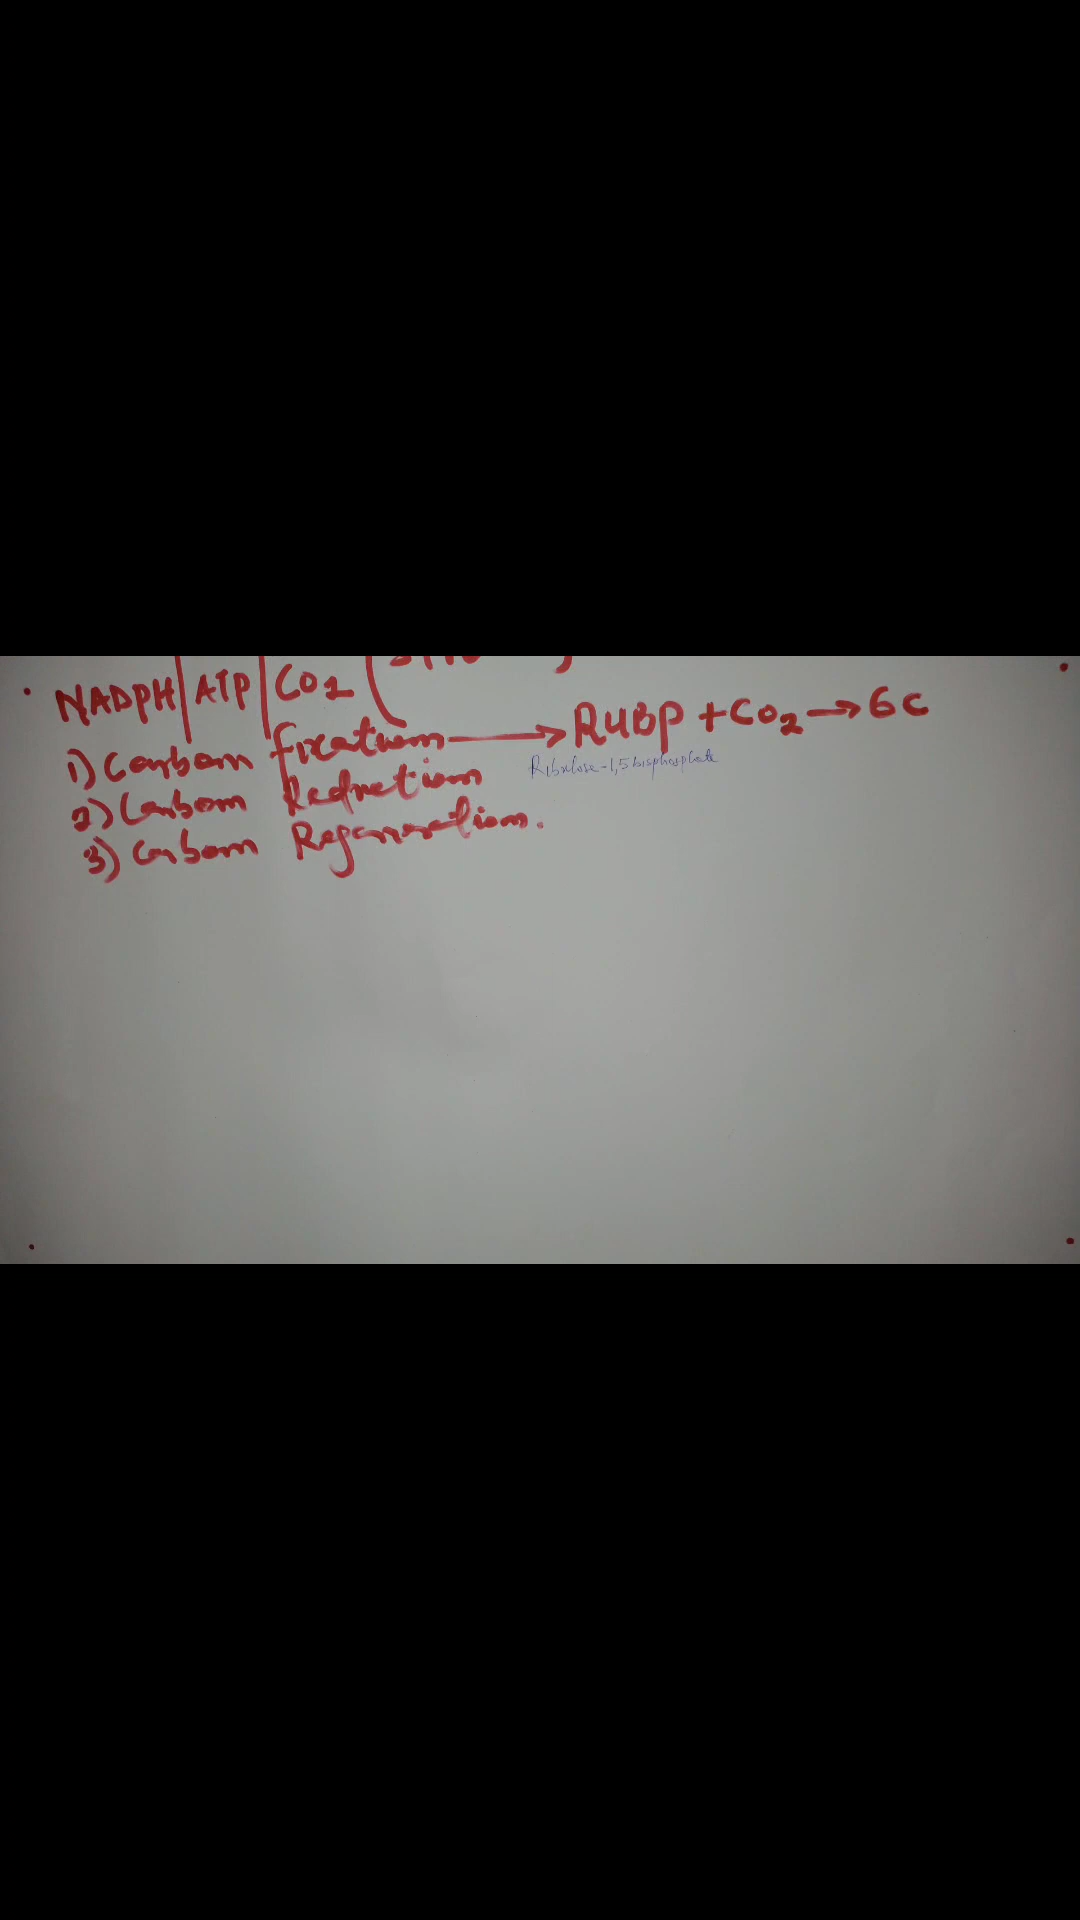 NADPH|ATP|CO2 (
1) Carbon fixation → RUBP + CO2 → 6C
Ribulose-1,5 bisphosphate
2) Carbon Reduction
3) Carbon Regeneration.